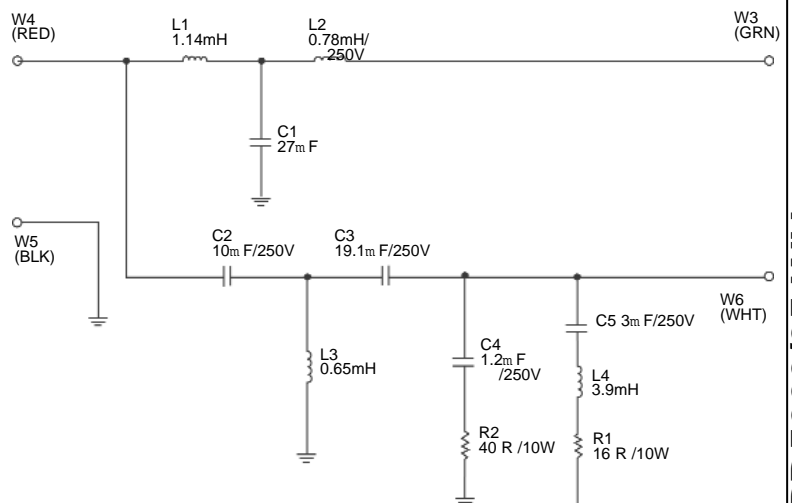 W4
(RED)
L1
1.14mH
L2
0.78mH/
250V
W3
(GRN)
C1
27m F
W5
(BLK)
C2
10m F/250V
C3
19.1m F/250V
W6
(WHT)
L3
0.65mH
C4
1.2m F
/250V
C5 3m F/250V
L4
3.9mH
R2
40 R /10W
R1
16 R /10W